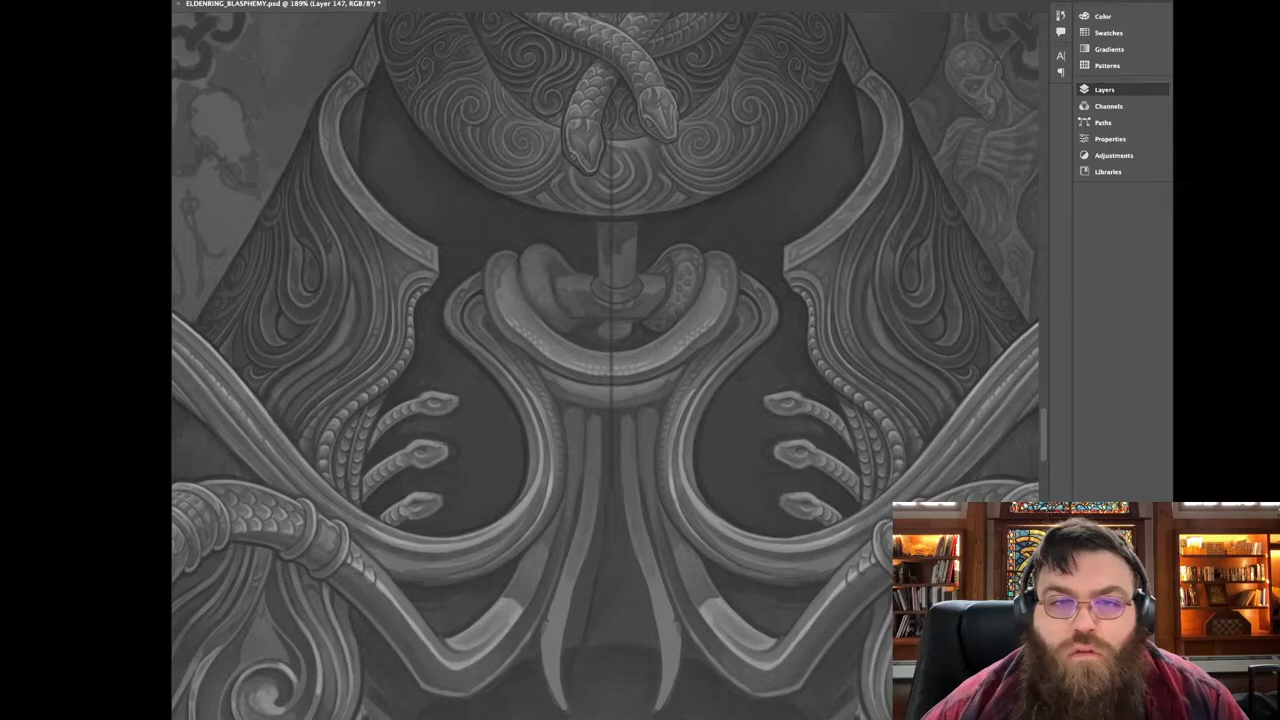 × ELDENRING_BLASPHEMY.psd @ 189% (Layer 147, RGB/8*) *
Color
Swatches
Gradients
A|
Patterns
¶
Layers
Channels
Paths
Properties
Adjustments
Libraries